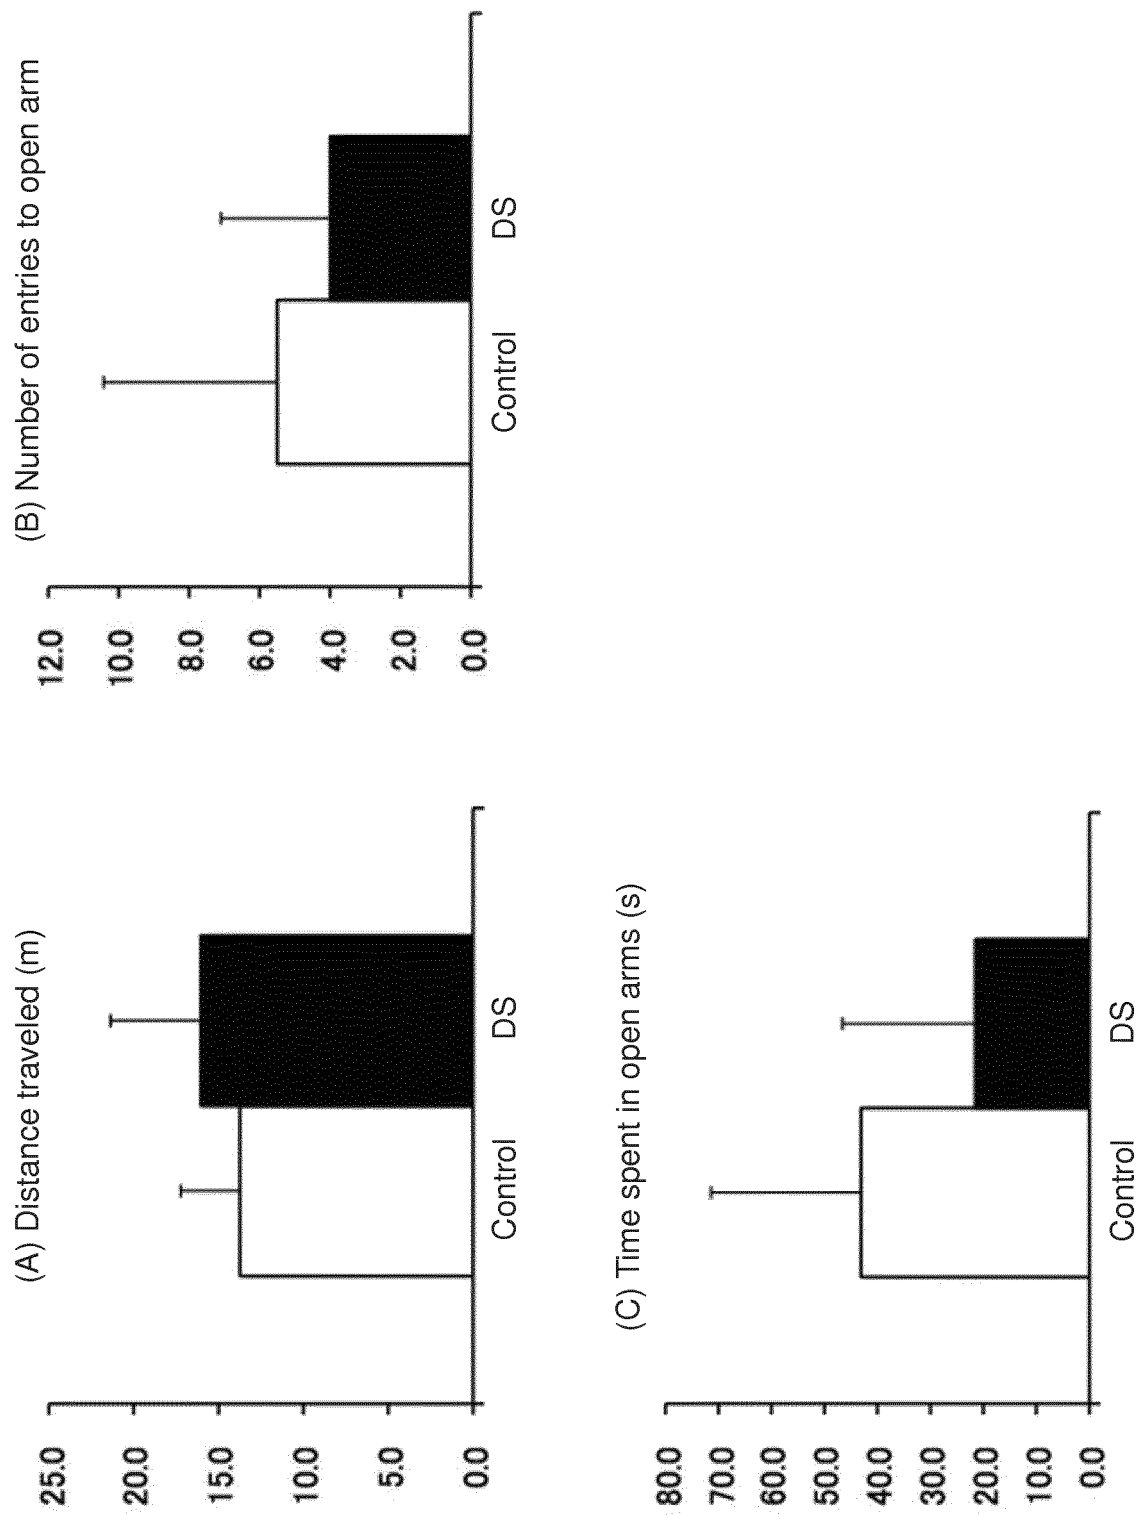 (A) Distance traveled (m)
25.0
20.0
15.0
10.0
5.0
0.0
Control
DS
(B) Number of entries to open arm
12.0
10.0
8.0
6.0
4.0
2.0
0.0
Control
DS
(C) Time spent in open arms (s)
80.0
70.0
60.0
50.0
40.0
30.0
20.0
10.0
0.0
Control
DS